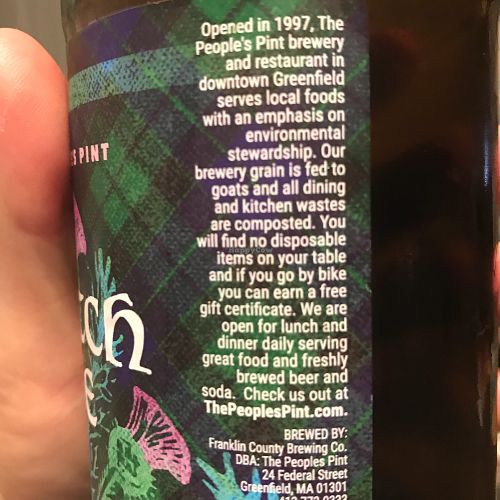 Opened in 1997, The
People's Pint brewery
and restaurant in
downtown Greenfield
serves local foods
with an emphasis on
environmental
stewardship. Our
brewery grain is fed to
goats and all dining
and kitchen wastes
are composted. You
will find no disposable
items on your table
and if you go by bike
you can earn a free
gift certificate. We are
open for lunch and
dinner daily serving
great food and freshly
brewed beer and
soda. Check us out at
ThePeoplesPint.com.
BREWED BY:
Franklin County Brewing Co.
DBA: The Peoples Pint
24 Federal Street
Greenfield, MA 01301
PINT
HappyCow